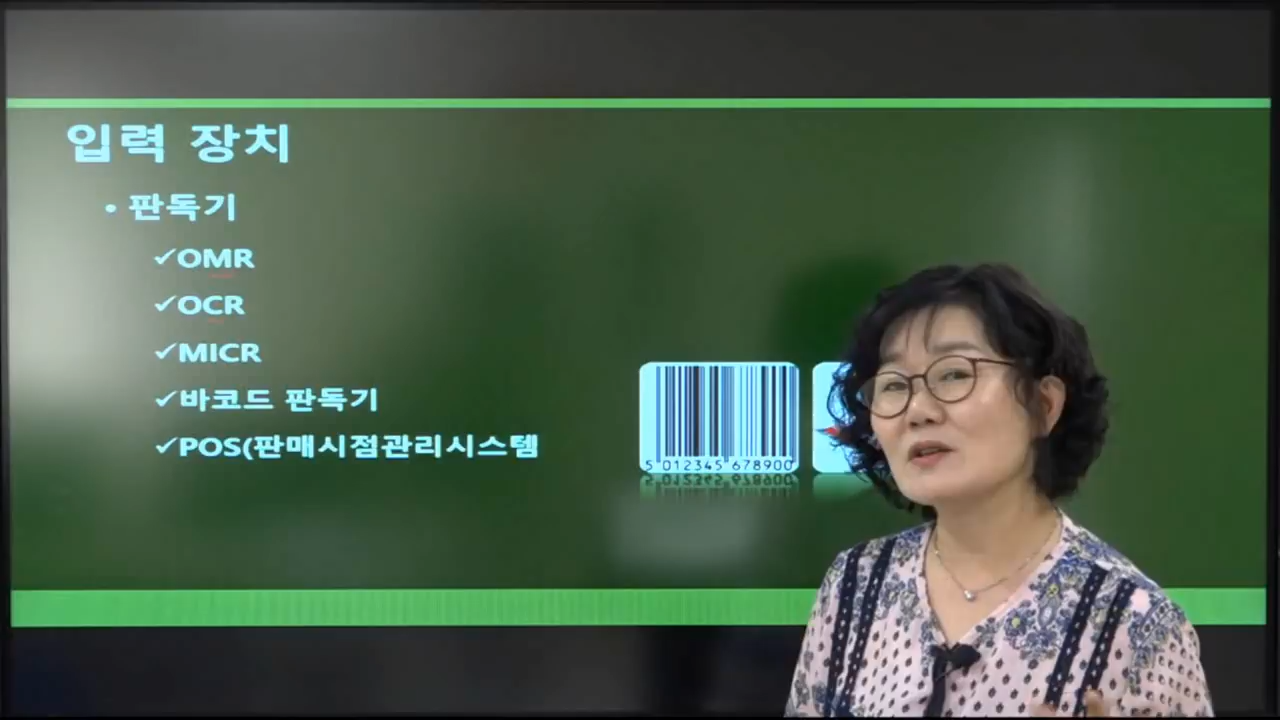 입력 장치
• 판독기
✓OMR
✓OCR
✓MICR
✓바코드 판독기
✓POS(판매시점관리시스템
5 012345 678900